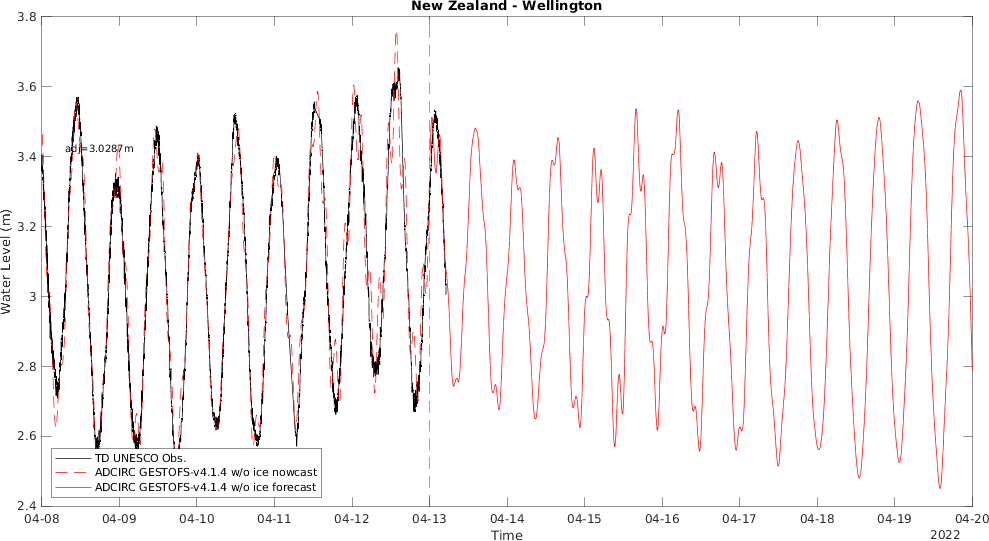 New Zealand - Wellington
3.8
3.6
3.4
3.2
3
2.8
2.6
2.4
Water Level (m)
adj=3.0287m
TD UNESCO Obs.
ADCIRC GESTOFS-v4.1.4 w/o ice nowcast
ADCIRC GESTOFS-v4.1.4 w/o ice forecast
04-08 04-09 04-10 04-11 04-12 04-13 04-14 04-15 04-16 04-17 04-18 04-19 04-20
Time
2022